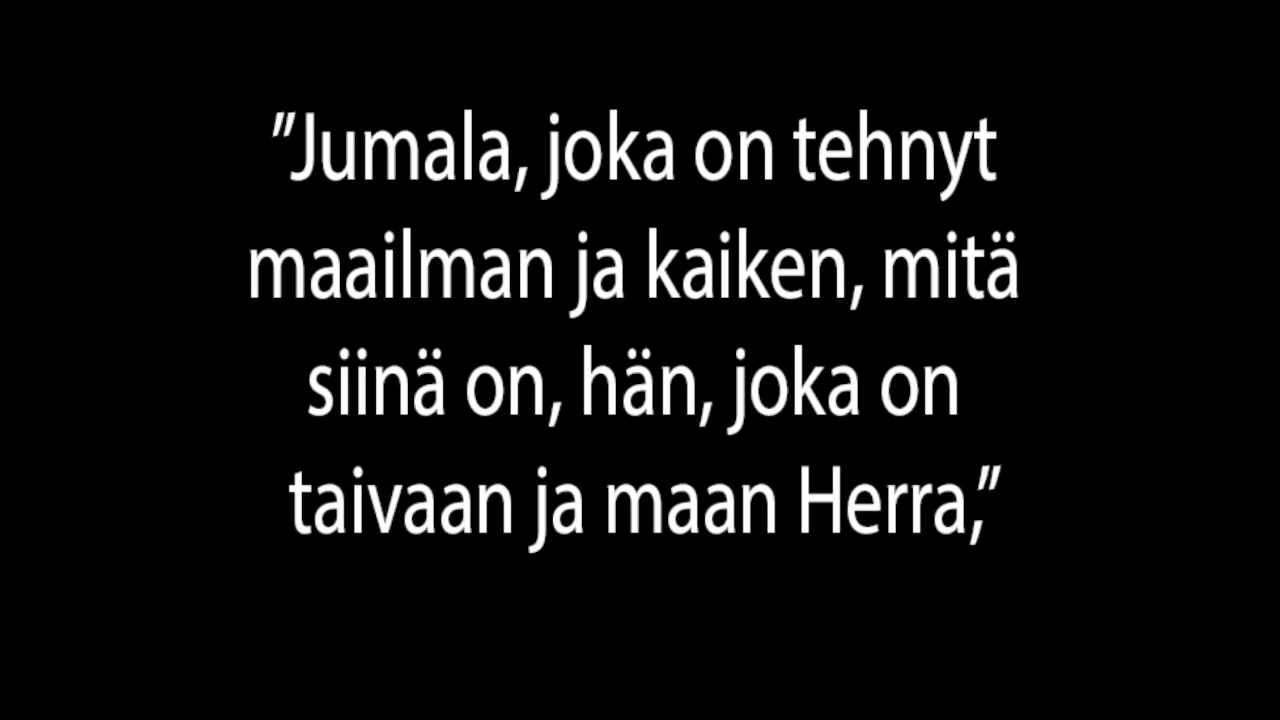 ”Jumala, joka on tehnyt
maailman ja kaiken, mitä
siinä on, hän, joka on
taivaan ja maan Herra,”